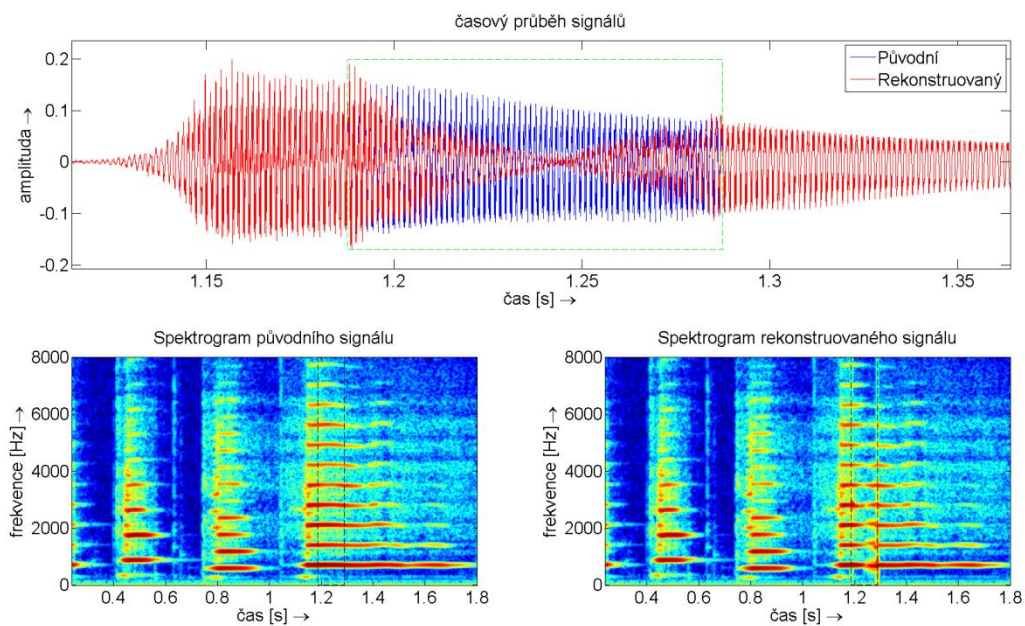 časový průběh signálů
0.2
0.1
0
-0.1
-0.2
amplituda →
Původní
Rekonstruovaný
1.15 1.2 1.25 1.3 1.35
čas [s] →
Spektrogram původního signálu
8000
6000
4000
2000
0
frekvence [Hz] →
0.4 0.6 0.8 1 1.2 1.4 1.6 1.8
čas [s] →
Spektrogram rekonstruovaného signálu
8000
6000
4000
2000
0
frekvence [Hz] →
0.4 0.6 0.8 1 1.2 1.4 1.6 1.8
čas [s] →